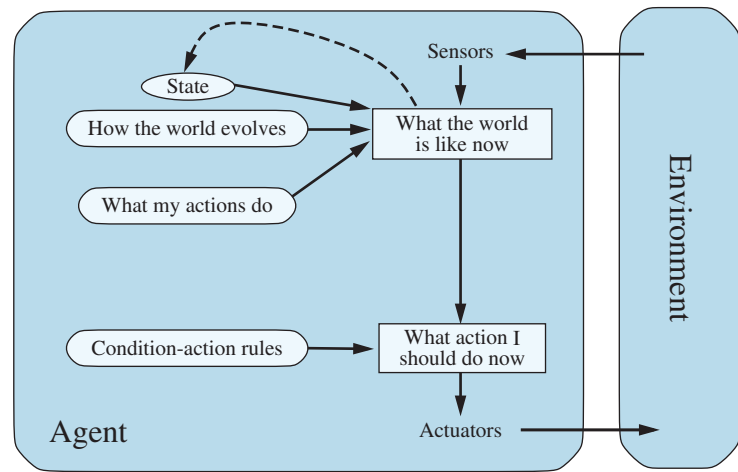 Sensors
State
How the world evolves
What the world
is like now
What my actions do
Condition-action rules
What action I
should do now
Agent
Actuators
Environment